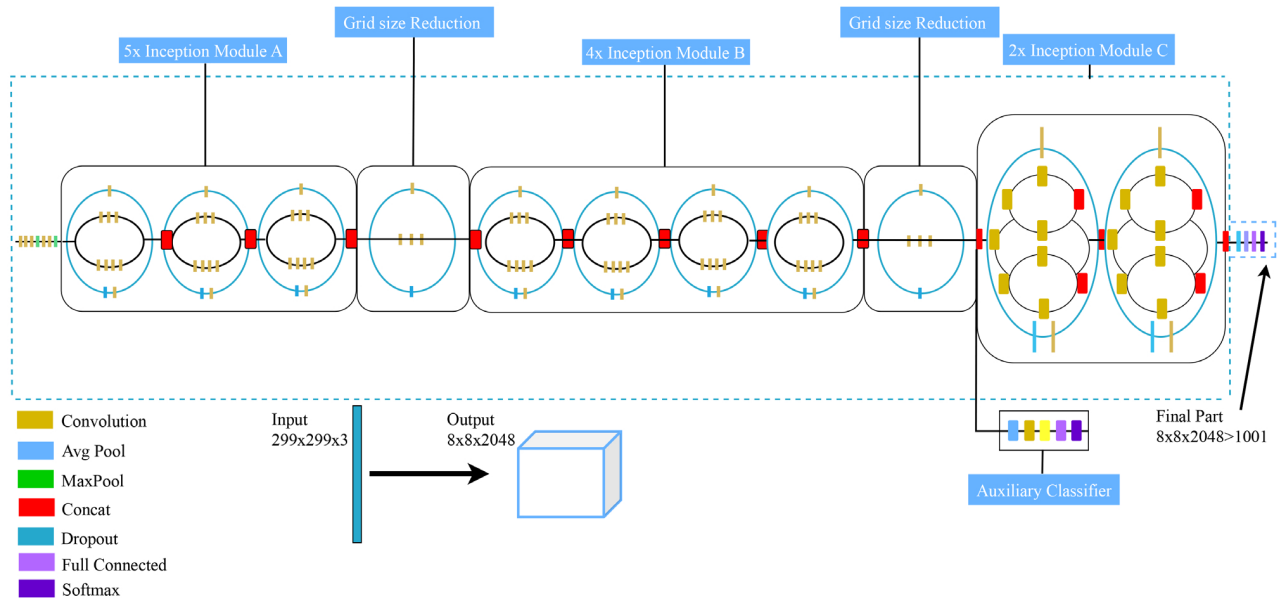 Grid size Reduction
Grid size Reduction
5x Inception Module A
4x Inception Module B
2x Inception Module C
Convolution
Avg Pool
MaxPool
Concat
Dropout
Full Connected
Softmax
Input
299x299x3
Output
8x8x2048
Final Part
8x8x2048>1001
Auxiliary Classifier